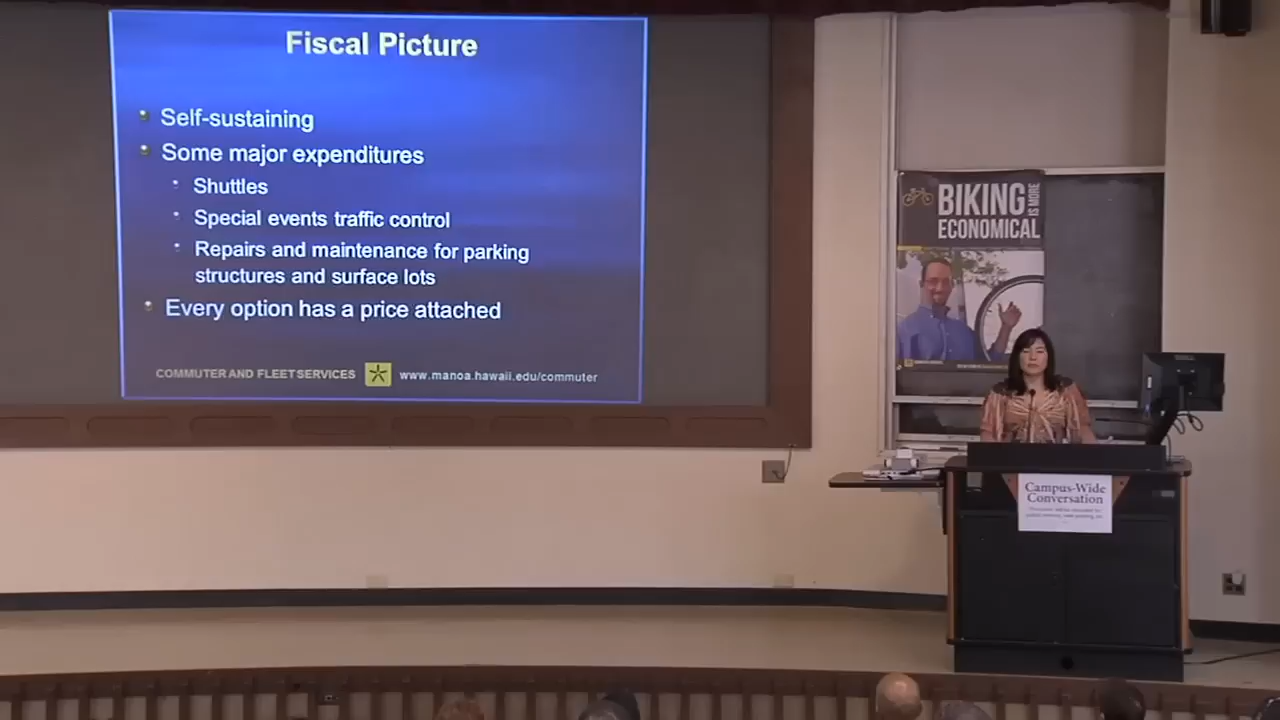 Fiscal Picture
Self-sustaining
Some major expenditures
Shuttles
Special events traffic control
Repairs and maintenance for parking
structures and surface lots
Every option has a price attached
COMMUTER AND FLEET SERVICES www.manoa.hawaii.edu/commuter
BIKING
IS MORE
ECONOMICAL
Campus-Wide
Conversation